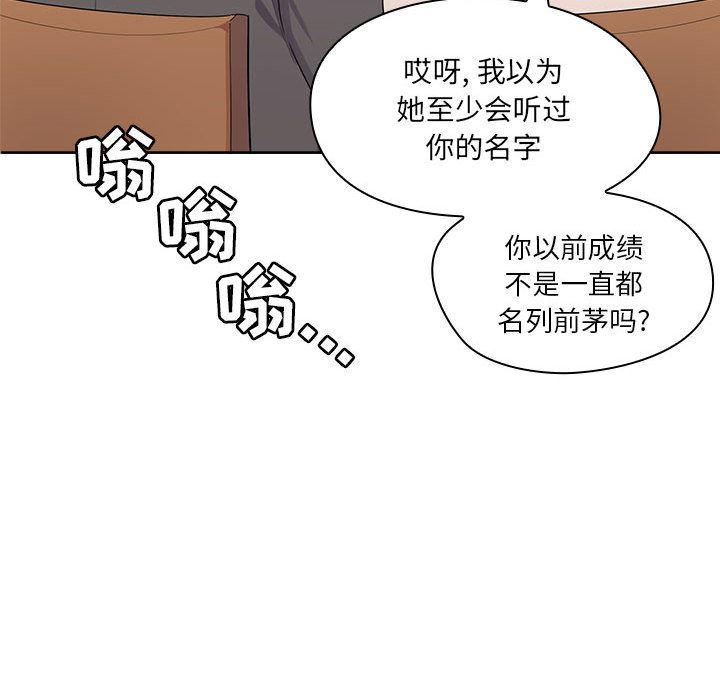 哎呀, 我以为
她至少会听过
你的名字
嗡
嗡
嗡...
你以前成绩
不是一直都
名列前茅吗?